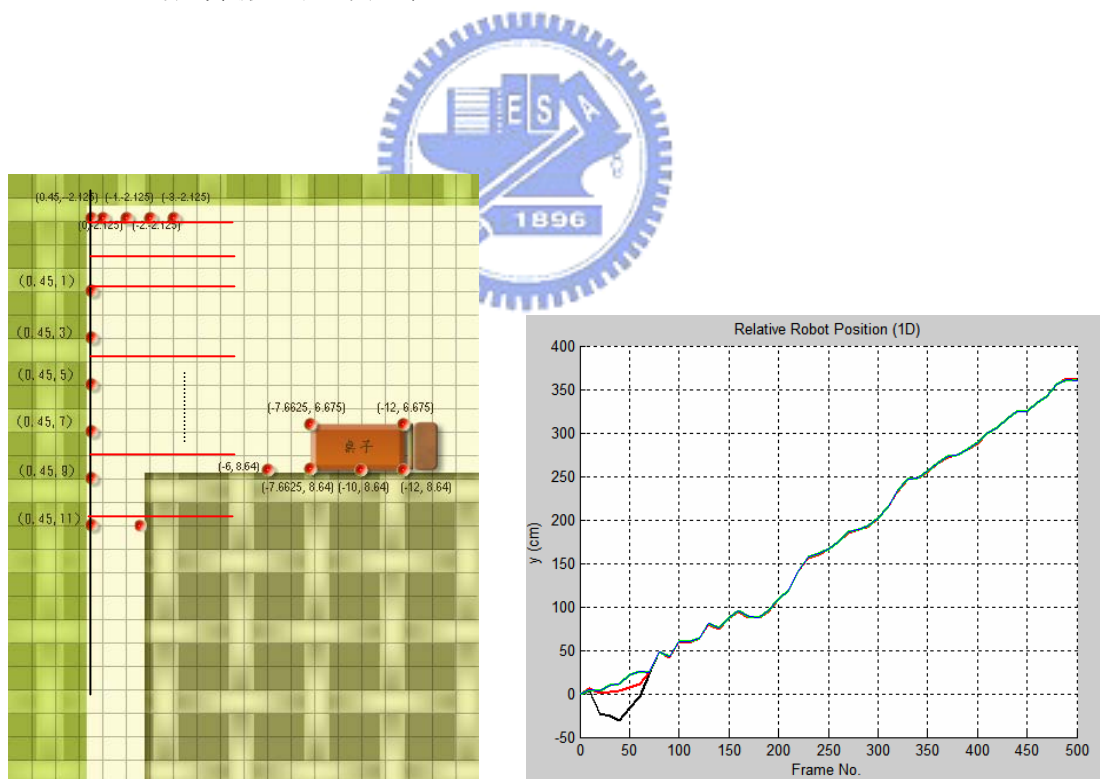 E S A
1896
(0.45,-2.125) (-1.-2.125) (-3.-2.125)
(0,-2.125) (-2.-2.125)
(0.45,1)
(0.45,3)
(0.45,5)
(0.45,7)
(0.45,9)
(0.45,11)
(-7.6625, 6.675) (-12, 6.675)
桌子
(-6, 8.64)
(-7.6625, 8.64) (-10, 8.64) (-12, 8.64)
Relative Robot Position (1D)
400
350
300
250
200
150
100
50
0
-50
y (cm)
0 50 100 150 200 250 300 350 400 450 500
Frame No.